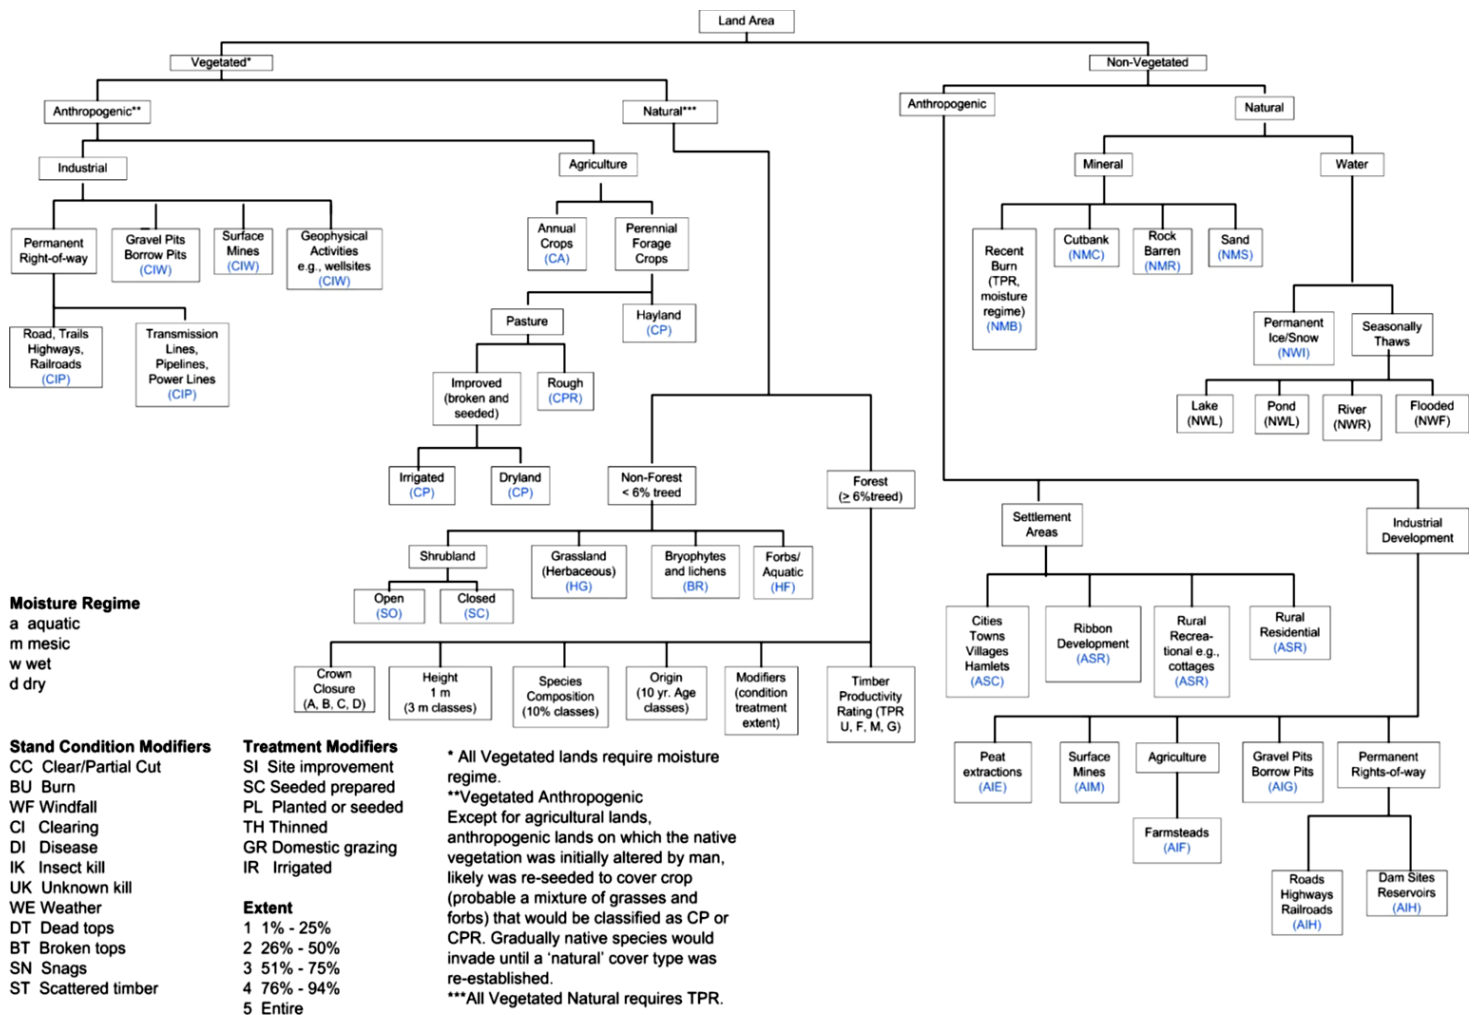 Land Area
Vegetated*
Non-Vegetated
Anthropogenic**
Natural***
Anthropogenic
Natural
Industrial
Agriculture
Mineral
Water
Permanent
Right-of-way
Gravel Pits
Borrow Pits
(CIW)
Surface
Mines
(CIW)
Geophysical
Activities
e.g., wellsites
(CIW)
Annual
Crops
(CA)
Perennial
Forage
Crops
Recent
Burn
(TPR,
moisture
regime)
(NMB)
Cutbank
(NMC)
Rock
Barren
(NMR)
Sand
(NMS)
Road, Trails
Highways,
Railroads
(CIP)
Transmission
Lines,
Pipelines,
Power Lines
(CIP)
Pasture
Hayland
(CP)
Permanent
Ice/Snow
(NWI)
Seasonally
Thaws
Improved
(broken and
seeded)
Rough
(CPR)
Lake
(NWL)
Pond
(NWL)
River
(NWR)
Flooded
(NWF)
Irrigated
(CP)
Dryland
(CP)
Non-Forest
< 6% treed
Forest
(≥ 6%treed)
Settlement
Areas
Industrial
Development
Shrubland
Grassland
(Herbaceous)
(HG)
Bryophytes
and lichens
(BR)
Forbs/
Aquatic
(HF)
Open
(SO)
Closed
(SC)
Cities
Towns
Villages
Hamlets
(ASC)
Ribbon
Development
(ASR)
Rural
Recrea-
tional e.g.,
cottages
(ASR)
Rural
Residential
(ASR)
Moisture Regime
a aquatic
m mesic
w wet
d dry
Crown
Closure
(A, B, C, D)
Height
1 m
(3 m classes)
Species
Composition
(10% classes)
Origin
(10 yr. Age
classes)
Modifiers
(condition
treatment
extent)
Timber
Productivity
Rating (TPR
U, F, M, G)
Peat
extractions
(AIE)
Surface
Mines
(AIM)
Agriculture
Gravel Pits
Borrow Pits
(AIG)
Permanent
Rights-of-way
Farmsteads
(AIF)
Roads
Highways
Railroads
(AIH)
Dam Sites
Reservoirs
(AIH)
Stand Condition Modifiers
CC Clear/Partial Cut
BU Burn
WF Windfall
CI Clearing
DI Disease
IK Insect kill
UK Unknown kill
WE Weather
DT Dead tops
BT Broken tops
SN Snags
ST Scattered timber
Treatment Modifiers
SI Site improvement
SC Seeded prepared
PL Planted or seeded
TH Thinned
GR Domestic grazing
IR Irrigated
Extent
1 1% - 25%
2 26% - 50%
3 51% - 75%
4 76% - 94%
5 Entire
* All Vegetated lands require moisture
regime.
**Vegetated Anthropogenic
Except for agricultural lands,
anthropogenic lands on which the native
vegetation was initially altered by man,
likely was re-seeded to cover crop
(probable a mixture of grasses and
forbs) that would be classified as CP or
CPR. Gradually native species would
invade until a 'natural' cover type was
re-established.
***All Vegetated Natural requires TPR.